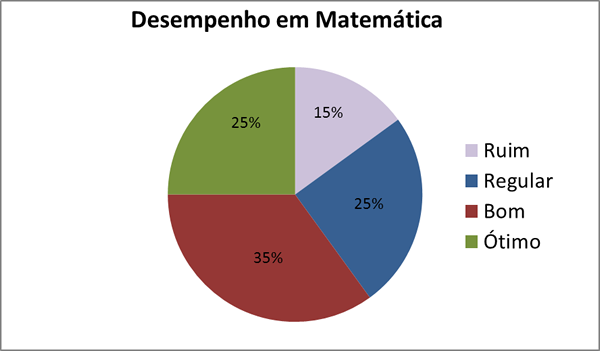 Desempenho em Matemática
15%
25%
25%
35%
Ruim
Regular
Bom
Ótimo